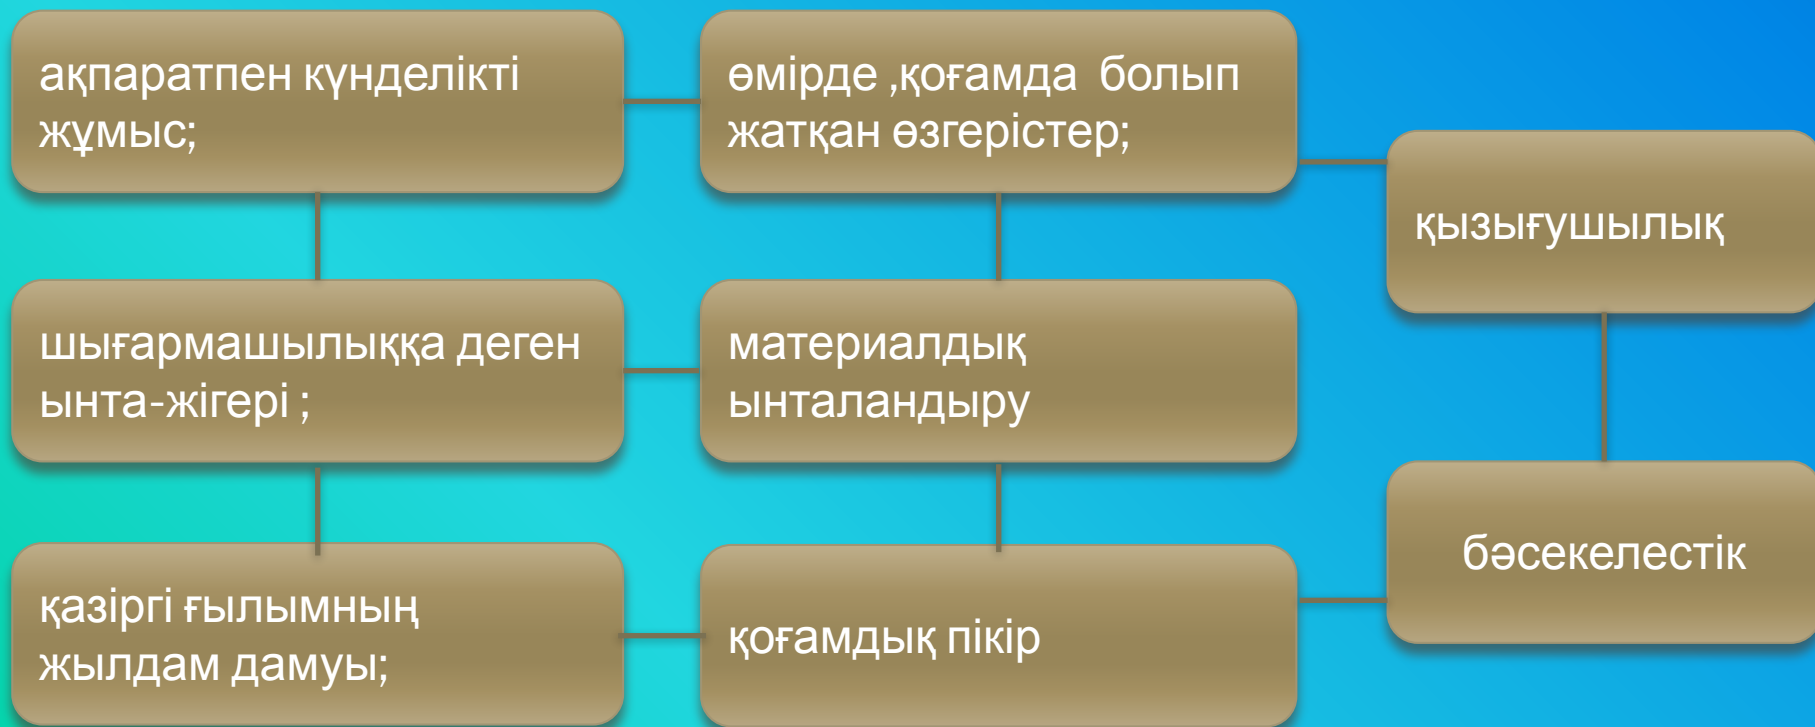 ақпаратпен күнделікті
жұмыс;
өмірде ,қоғамда  болып
жатқан өзгерістер;
қызығушылық
шығармашылыққа деген
ынта-жігері ;
материалдық
ынталандыру
бәсекелестік
қазіргі ғылымның
жылдам дамуы;
қоғамдық пікір